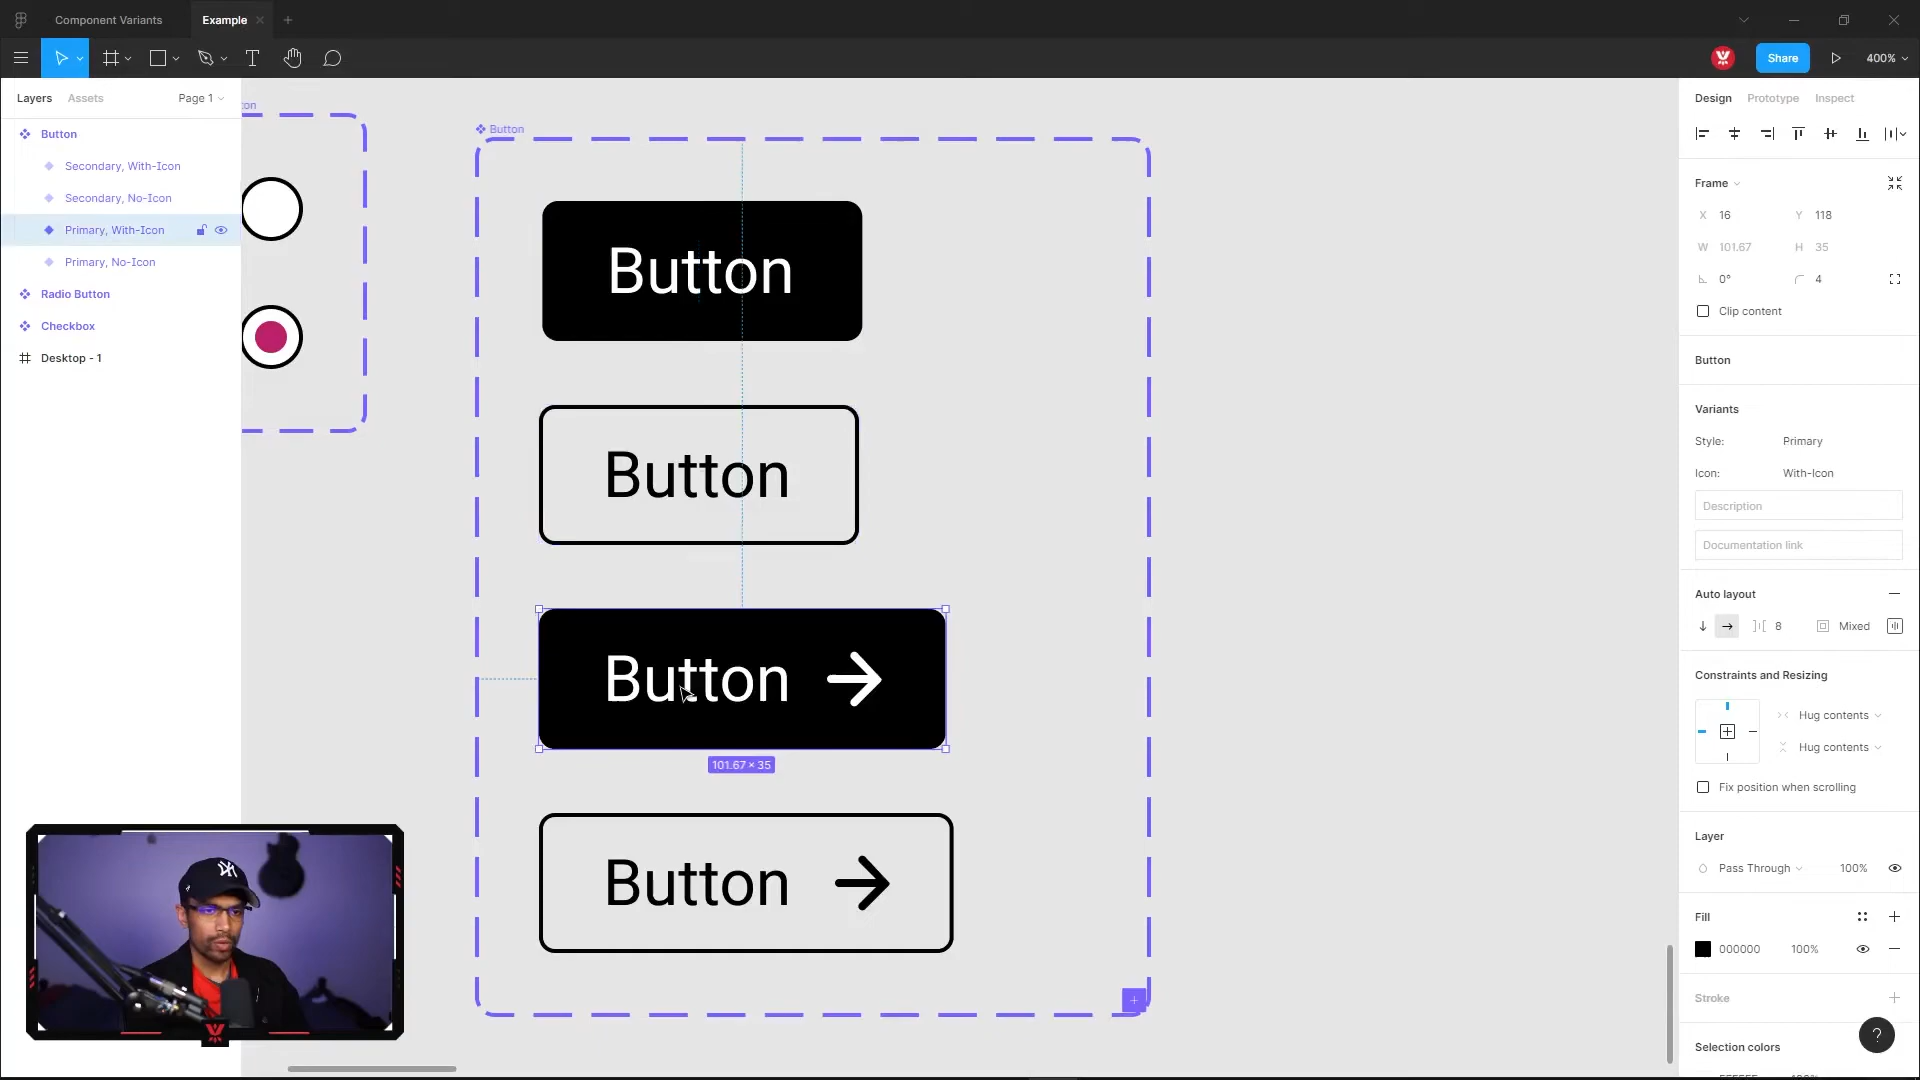 Component Variants
Example
Share
400%
Layers
Assets
Page 1
Button
Secondary, With-Icon
Secondary, No-Icon
Primary, With-Icon
Primary, No-Icon
Radio Button
Checkbox
Desktop - 1
Button
Button
Button
Button
101.67 × 35
Button
Design
Prototype
Inspect
Frame
X 16
Y 118
W 101.67
H 35
0°
4
Clip content
Button
Variants
Style: Primary
Icon: With-Icon
Description
Documentation link
Auto layout
8
Mixed
Constraints and Resizing
Hug contents
Hug contents
Fix position when scrolling
Layer
Pass Through
100%
Fill
000000
100%
Stroke
Selection colors
?